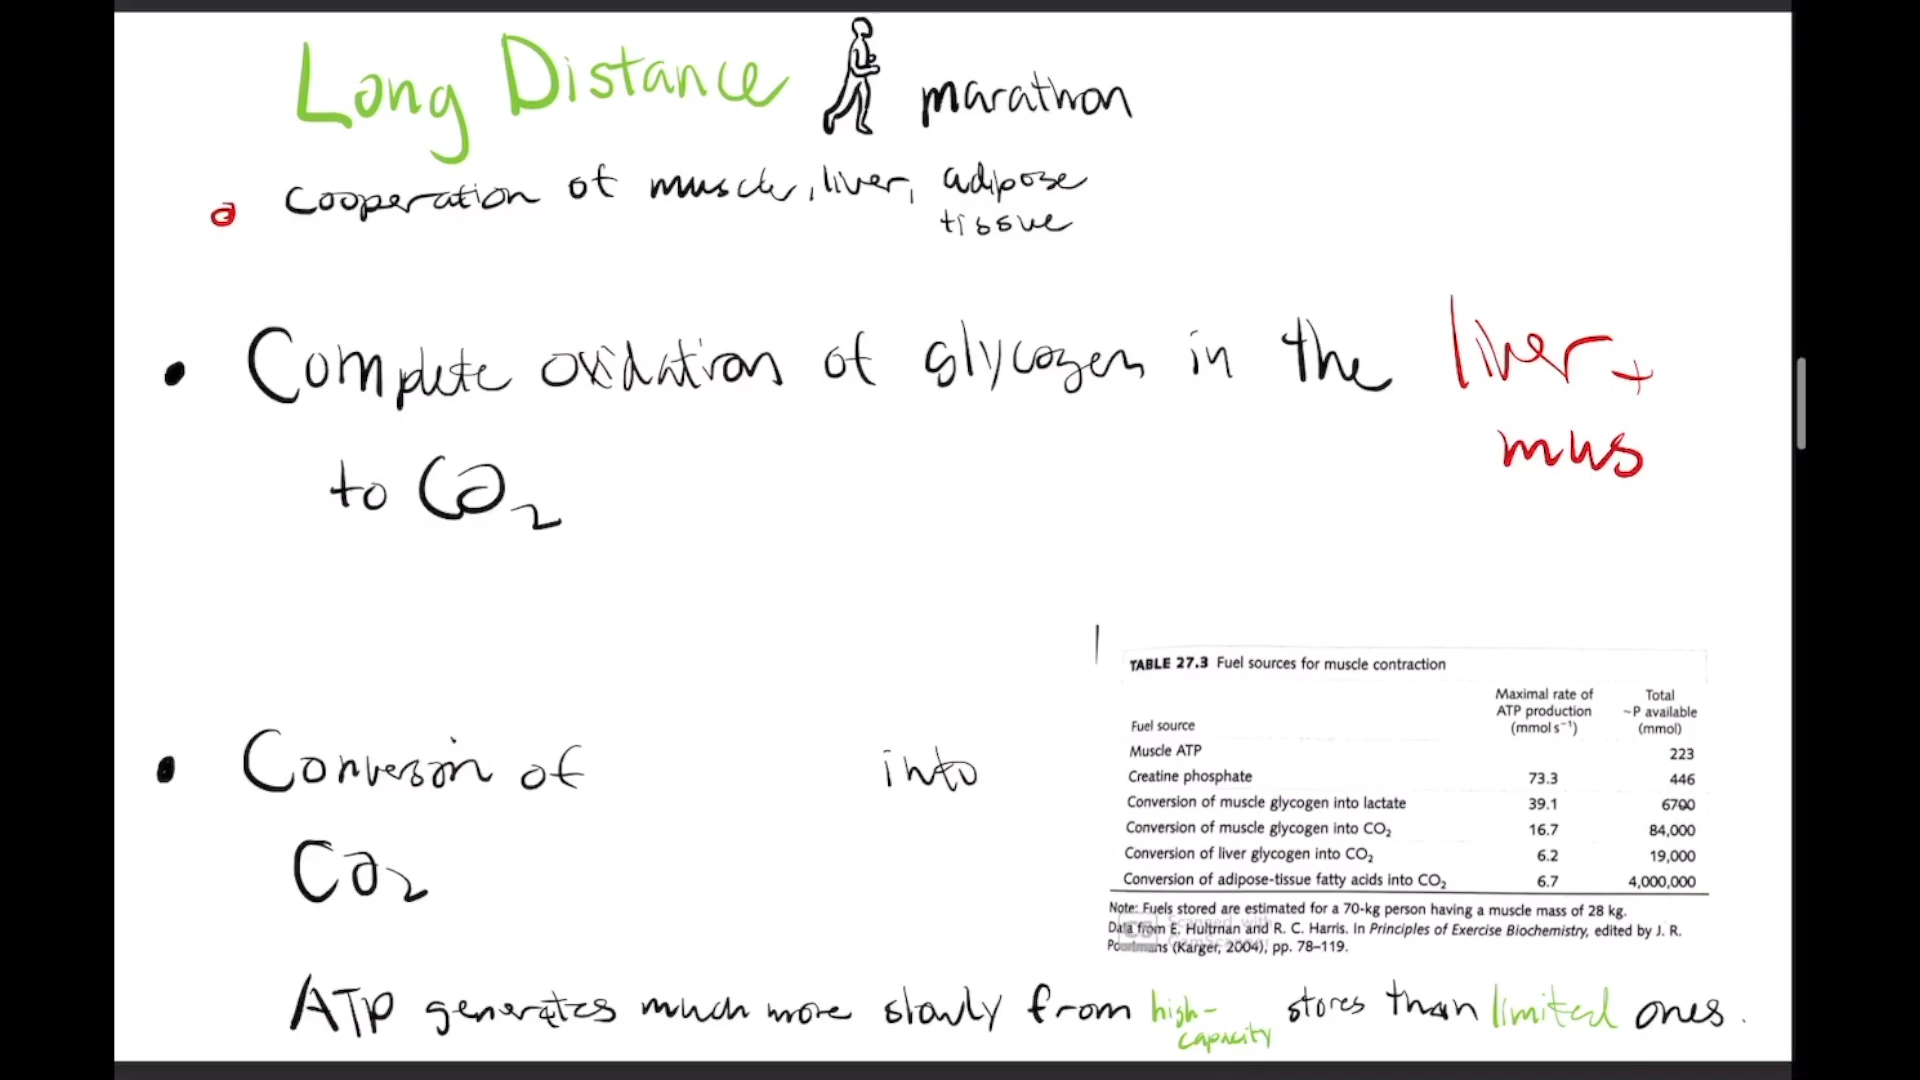 Long Distance marathon
Cooperation of muscle, liver, adipose
tissue
Complete oxidation of glycogen in the liver +
mus
to CO2
Conversion of into
CO2
TABLE 27.3 Fuel sources for muscle contraction
Fuel source Maximal rate of ATP production (mmol s⁻¹) Total ~P available (mmol)
Muscle ATP 223
Creatine phosphate 73.3 446
Conversion of muscle glycogen into lactate 39.1 6700
Conversion of muscle glycogen into CO₂ 16.7 84,000
Conversion of liver glycogen into CO₂ 6.2 19,000
Conversion of adipose-tissue fatty acids into CO₂ 6.7 4,000,000
Note: Fuels stored are estimated for a 70-kg person having a muscle mass of 28 kg.
Data from E. Hultman and R. C. Harris. In Principles of Exercise Biochemistry, edited by J. R.
Poortmans (Karger, 2004), pp. 78–119.
CS Scanned with
CamScanner
ATP generates much more slowly from high-capacity stores than limited ones.